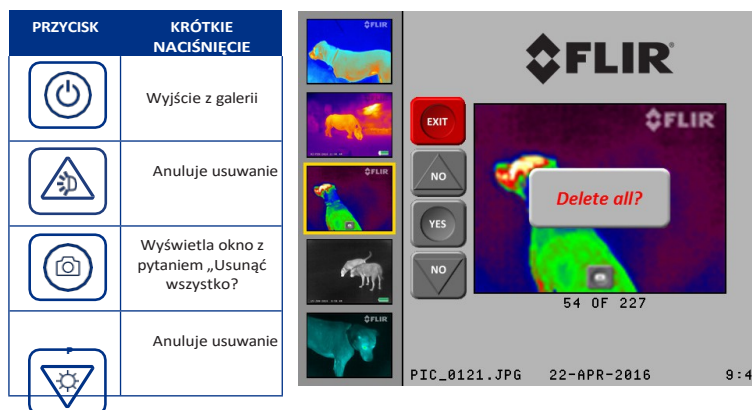 PRZYCISK
KRÓTKIE
NACIŚNIĘCIE
Wyjście z galerii
Anuluje usuwanie
Wyświetla okno z
pytaniem „Usunąć
wszystko?
Anuluje usuwanie
P
FLIR
FLIR
FLIR
FLIR
EXIT
NO
YES
NO
FLIR
Delete all?
54 OF 227
PIC_0121.JPG 22-APR-2016 9:4